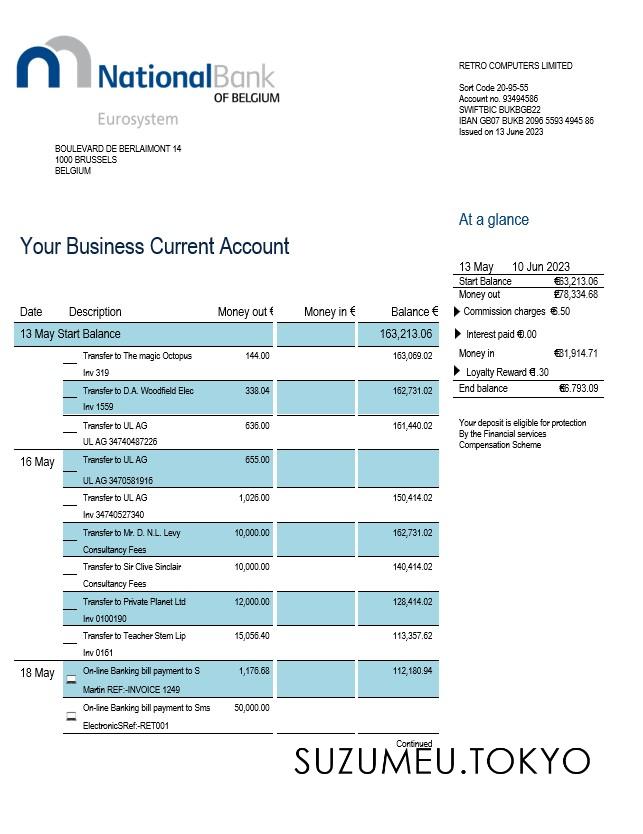 NationalBank
OF BELGIUM
Eurosystem
BOULEVARD DE BERLAIMONT 14
1000 BRUSSELS
BELGIUM
RETRO COMPUTERS LIMITED
Sort Code 20-95-55
Account no. 93494586
SWIFTBIC BUKBGB22
IBAN GB07 BUKB 2096 5593 4945 86
Issued on 13 June 2023
At a glance
13 May 10 Jun 2023
Start Balance €63,213.06
Money out £78,334.68
Commission charges €6.50
Interest paid €0.00
Money in €31,914.71
Loyalty Reward €1.30
End balance €6.793.09
Your deposit is eligible for protection
By the Financial services
Compensation Scheme
Your Business Current Account
Date Description Money out € Money in € Balance €
13 May Start Balance 163,213.06
Transfer to The magic Octopus 144.00 163,069.02
Inv 319
Transfer to D.A. Woodfield Elec 338.04 162,731.02
Inv 1559
Transfer to UL AG 636.00 161,440.02
UL AG 34740487226
16 May Transfer to UL AG 655.00
UL AG 3470581916
Transfer to UL AG 1,026.00 150,414.02
Inv 34740527340
Transfer to Mr. D. N.L. Levy 10,000.00 162,731.02
Consultancy Fees
Transfer to Sir Clive Sinclair 10,000.00 140,414.02
Consultancy Fees
Transfer to Private Planet Ltd 12,000.00 128,414.02
Inv 0100190
Transfer to Teacher Stem Lip 15,056.40 113,357.62
Inv 0161
18 May On-line Banking bill payment to S 1,176.68 112,180.94
Martin REF:-INVOICE 1249
On-line Banking bill payment to Sms 50,000.00
ElectronicSRef:-RET001
Continued
SUZUMEU.TOKYO